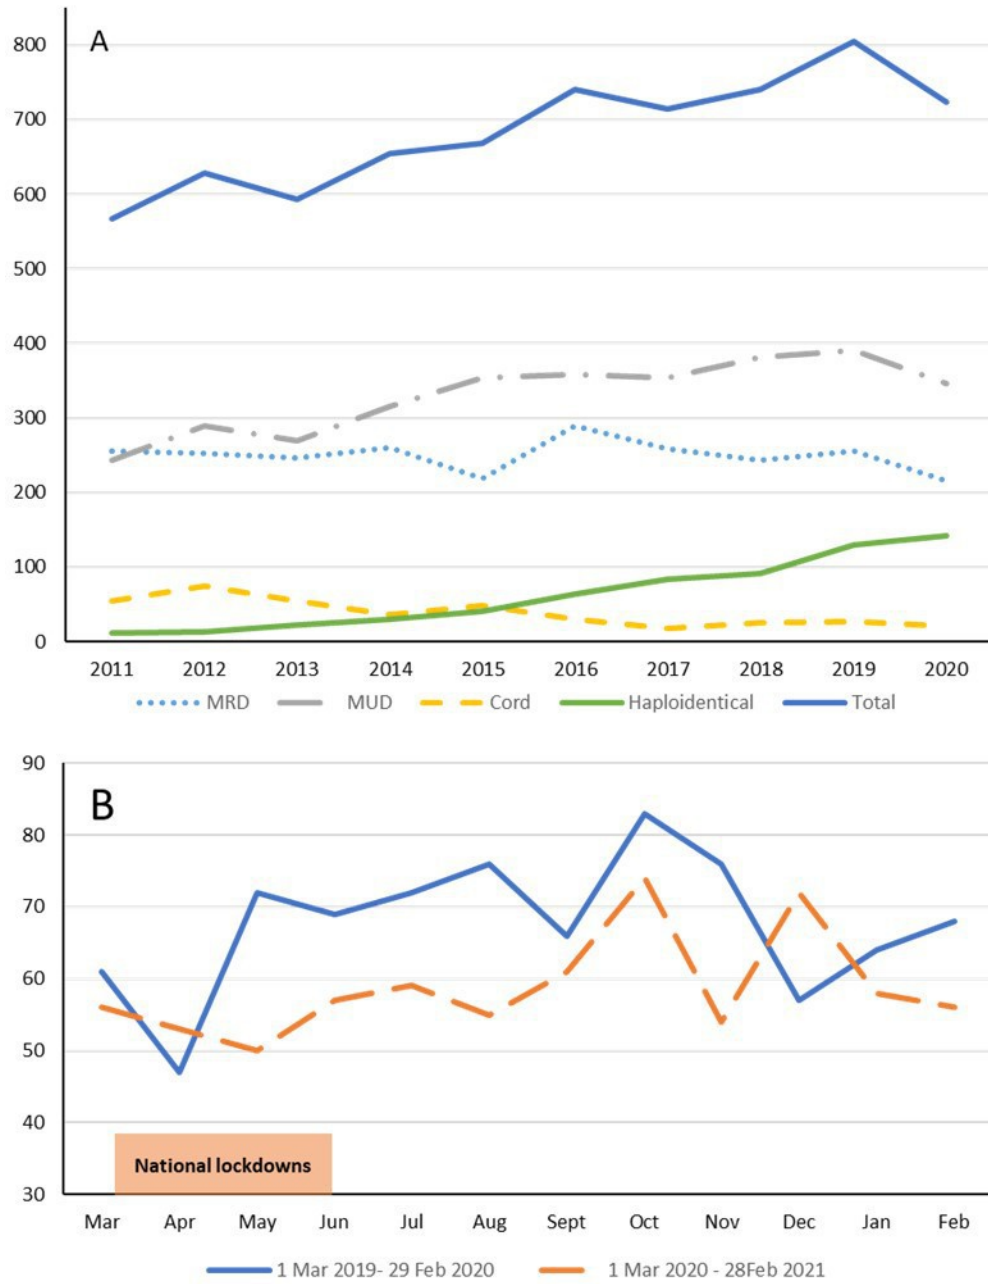 A
800
700
600
500
400
300
200
100
0
2011 2012 2013 2014 2015 2016 2017 2018 2019 2020
MRD MUD Cord Haploidentical Total
B
90
80
70
60
50
40
30
National lockdowns
Mar Apr May Jun Jul Aug Sept Oct Nov Dec Jan Feb
1 Mar 2019- 29 Feb 2020 1 Mar 2020 - 28Feb 2021